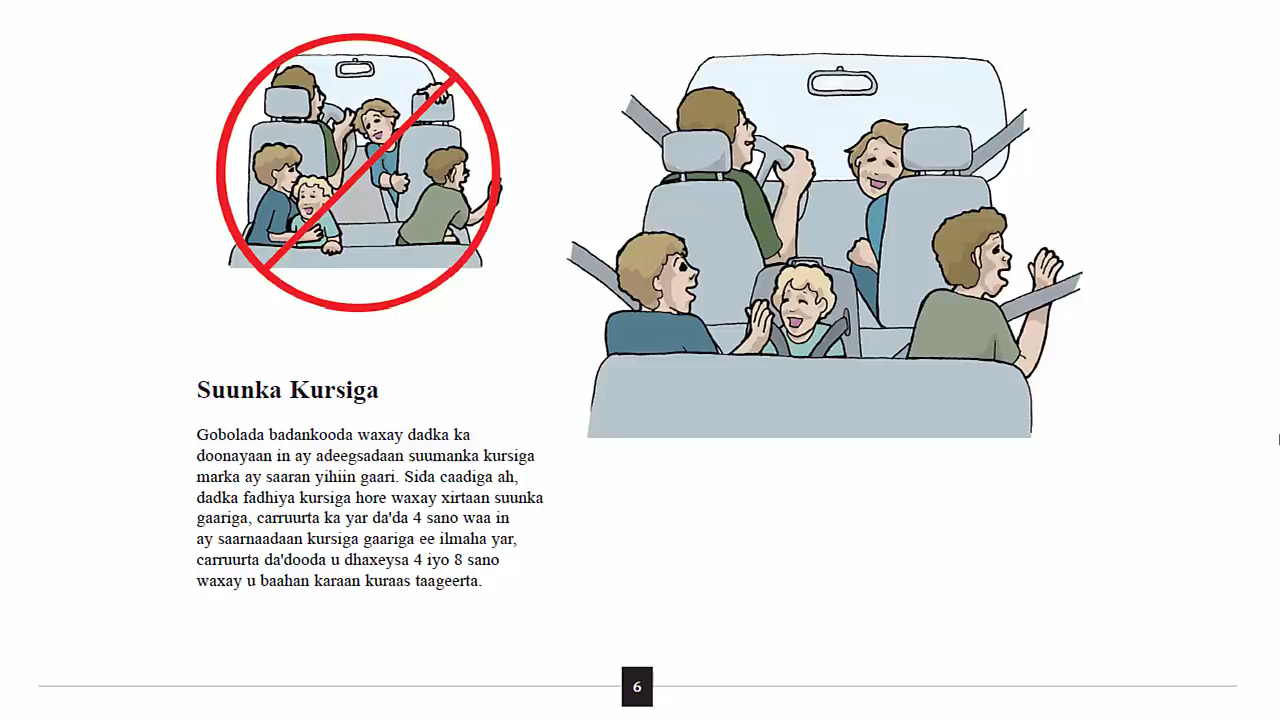 Suunka Kursiga
Gobolada badankooda waxay dadka ka
doonayaan in ay adeegsadaan suumanka kursiga
marka ay saaran yihiin gaari. Sida caadiga ah,
dadka fadhiya kursiga hore waxay xirtaan suunka
gaariga, carruurta ka yar da'da 4 sano waa in
ay saarnaadaan kursiga gaariga ee ilmaha yar,
carruurta da'dooda u dhaxeysa 4 iyo 8 sano
waxay u baahan karaan kuraas taageerta.
6